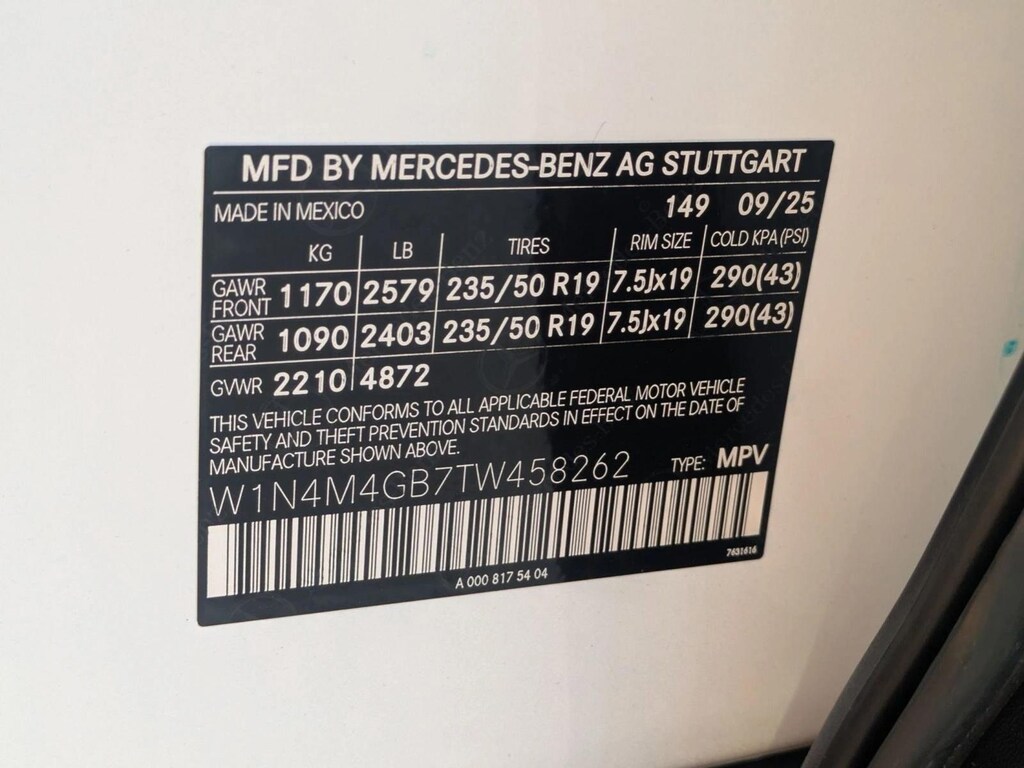 MFD BY MERCEDES-BENZ AG STUTTGART
MADE IN MEXICO 149 09/25
KG LB TIRES RIM SIZE COLD KPA (PSI)
GAWR FRONT 1170 2579 235/50 R19 7.5Jx19 290(43)
GAWR REAR 1090 2403 235/50 R19 7.5Jx19 290(43)
GVWR 2210 4872
THIS VEHICLE CONFORMS TO ALL APPLICABLE FEDERAL MOTOR VEHICLE
SAFETY AND THEFT PREVENTION STANDARDS IN EFFECT ON THE DATE OF
MANUFACTURE SHOWN ABOVE.
W1N4M4GB7TW458262 TYPE: MPV
7631616
A 000 817 54 04